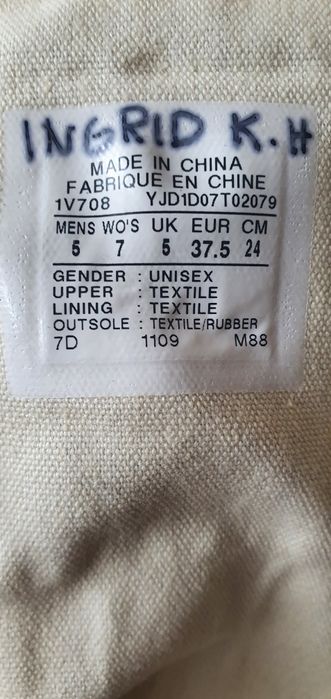 INGRID K.H
MADE IN CHINA
FABRIQUE EN CHINE
1V708 YJD1D07T02079
MENS WO'S UK EUR CM
5 7 5 37.5 24
GENDER : UNISEX
UPPER : TEXTILE
LINING : TEXTILE
OUTSOLE : TEXTILE/RUBBER
7D 1109 M88